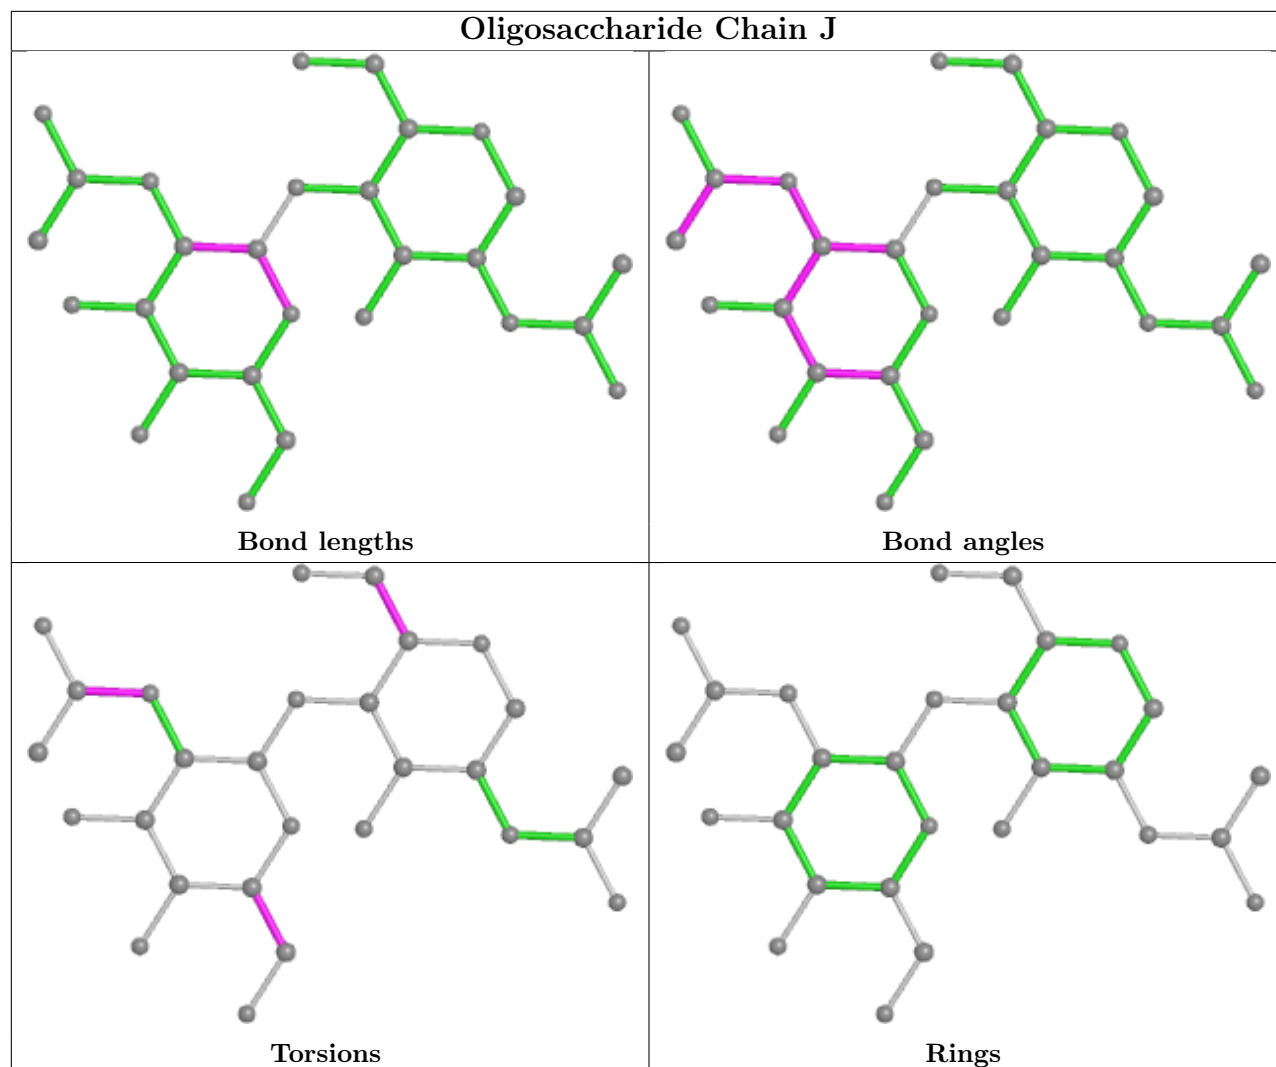 Oligosaccharide Chain J
Bond lengths
Bond angles
Torsions
Rings